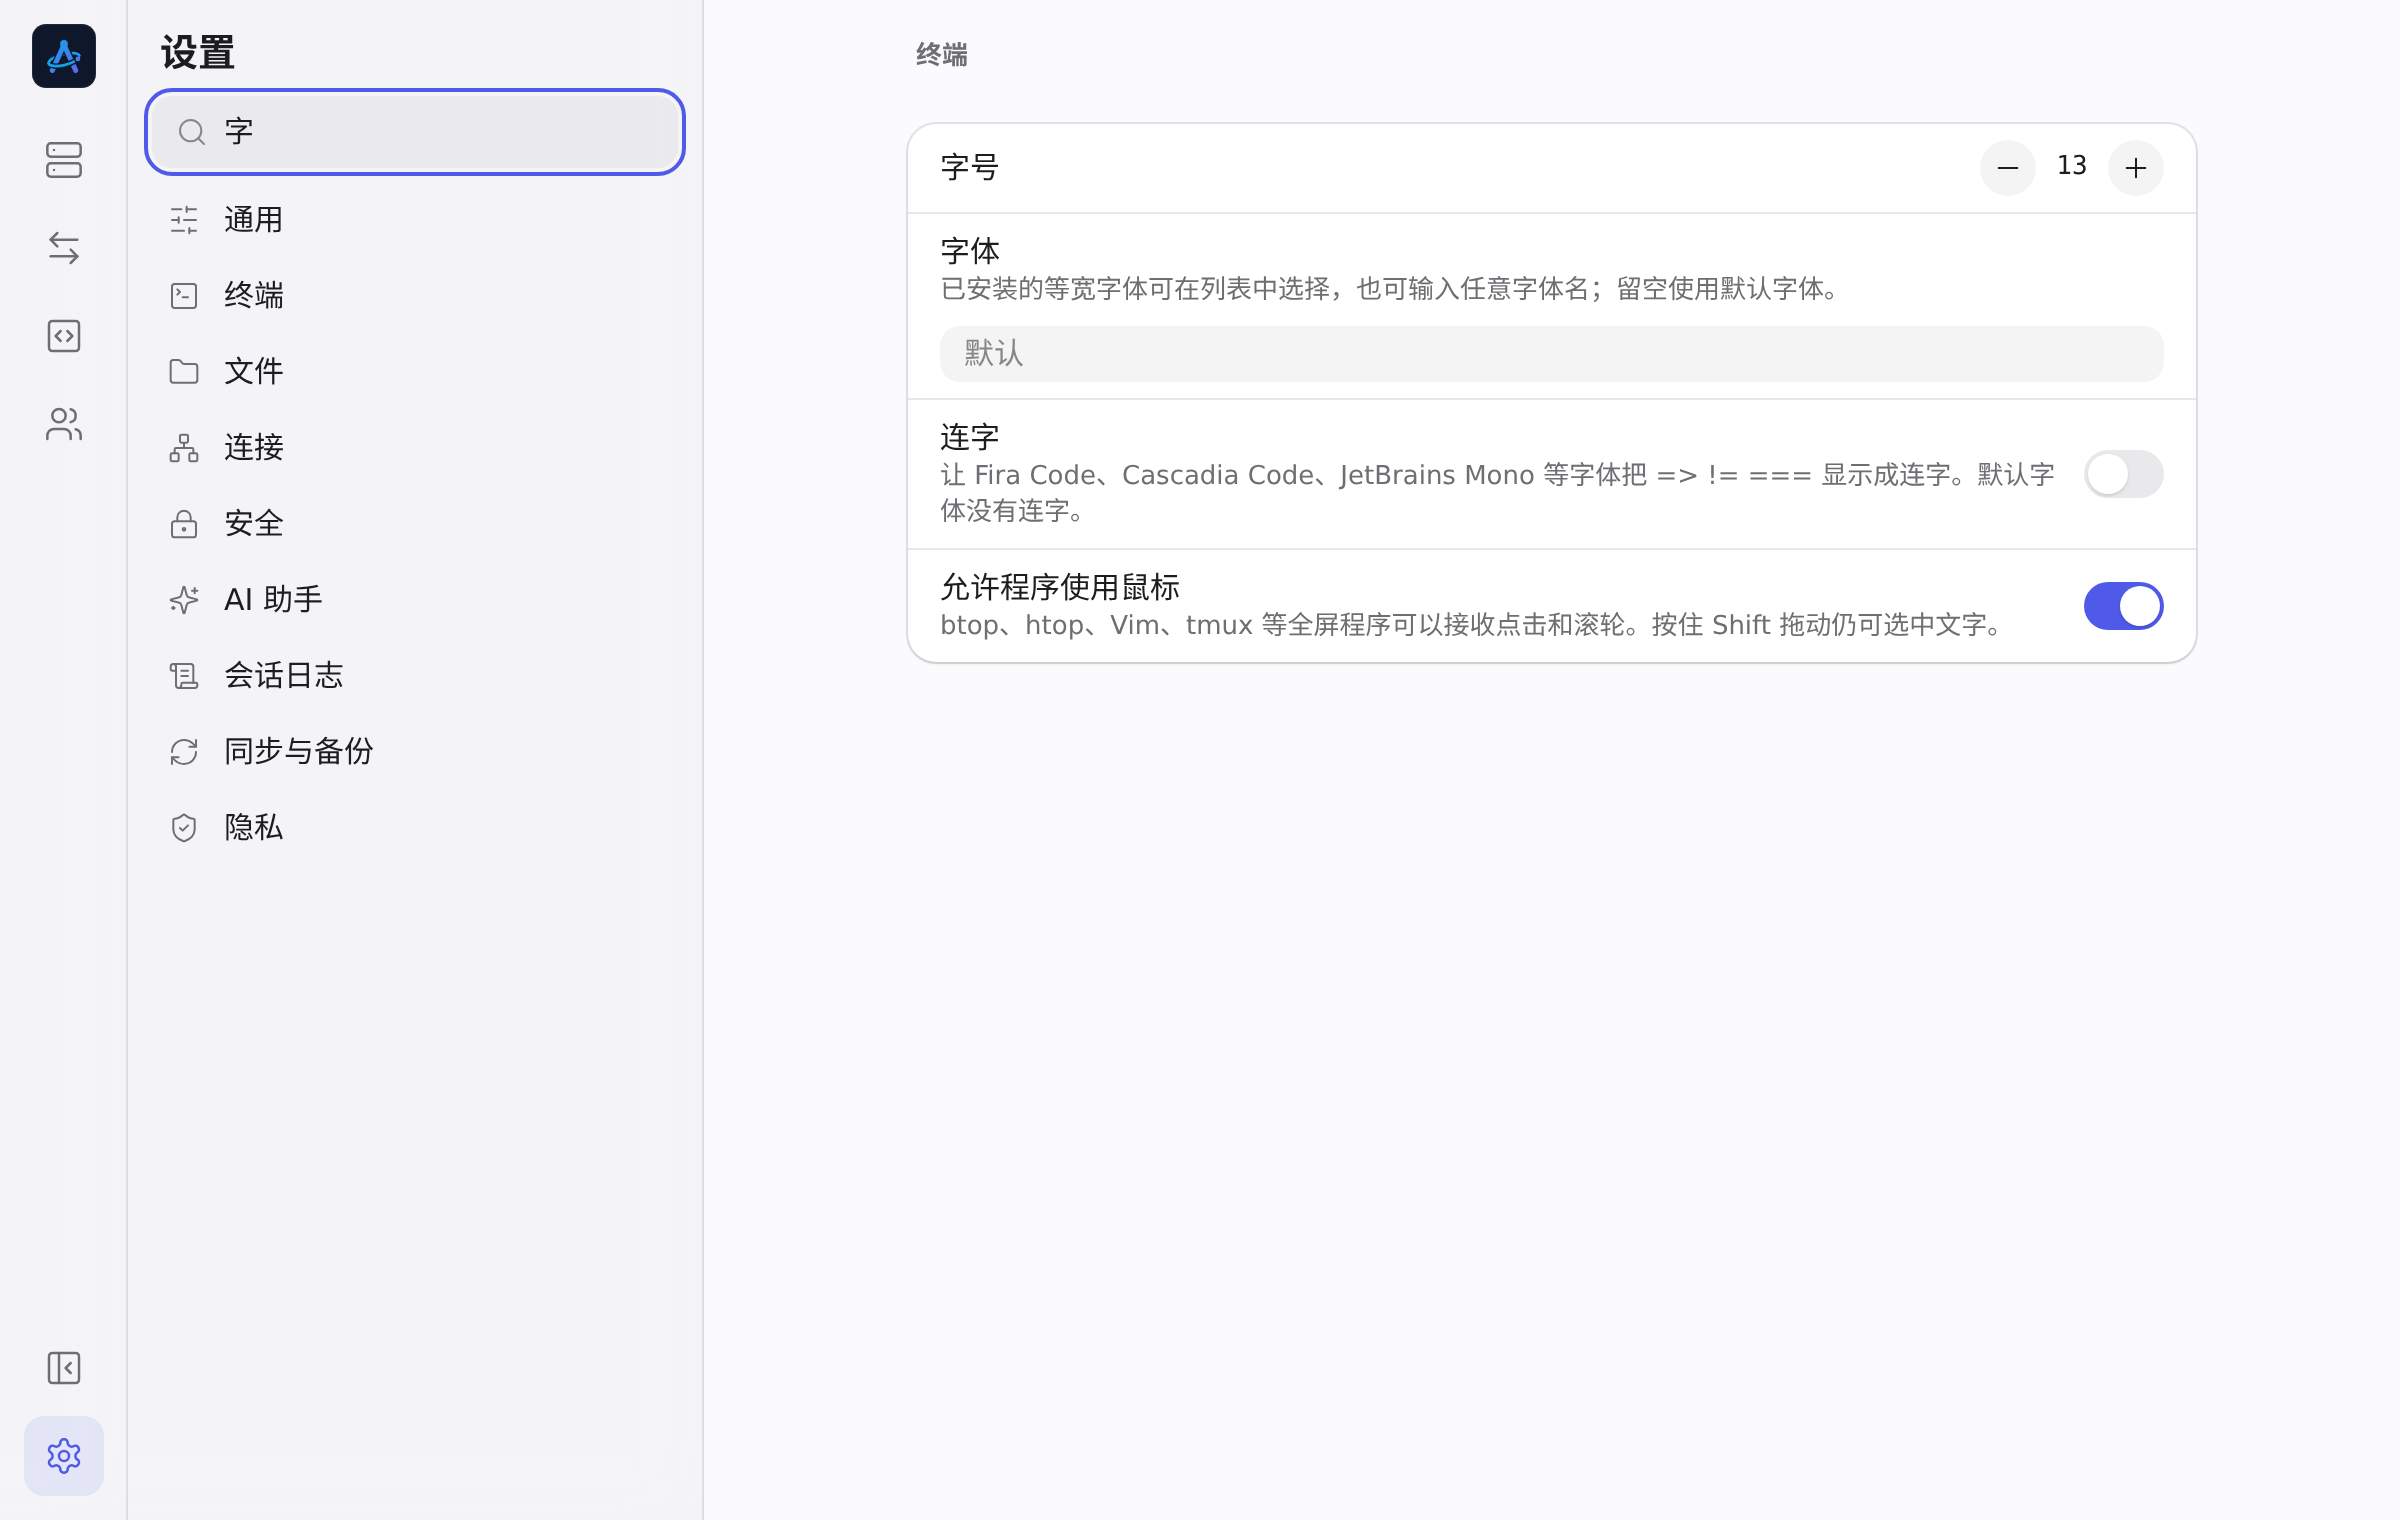 设置
字
通用
终端
文件
连接
安全
AI 助手
会话日志
同步与备份
隐私
终端
字号
13
字体
已安装的等宽字体可在列表中选择，也可输入任意字体名；留空使用默认字体。
默认
连字
让 Fira Code、Cascadia Code、JetBrains Mono 等字体把 => != === 显示成连字。默认字
体没有连字。
允许程序使用鼠标
btop、htop、Vim、tmux 等全屏程序可以接收点击和滚轮。按住 Shift 拖动仍可选中文字。